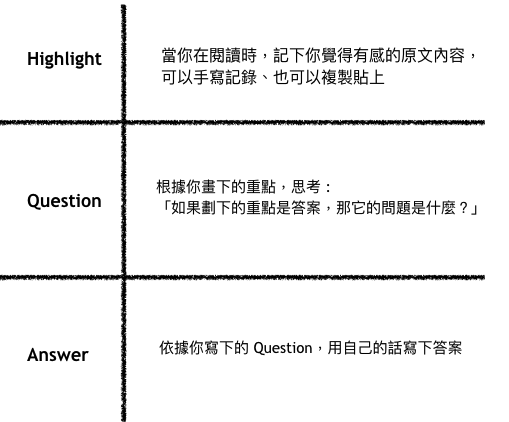 Highlight
當你在閱讀時，記下你覺得有感的原文內容，
可以手寫記錄、也可以複製貼上
Question
根據你畫下的重點，思考：
「如果劃下的重點是答案，那它的問題是什麼？」
Answer
依據你寫下的 Question，用自己的話寫下答案